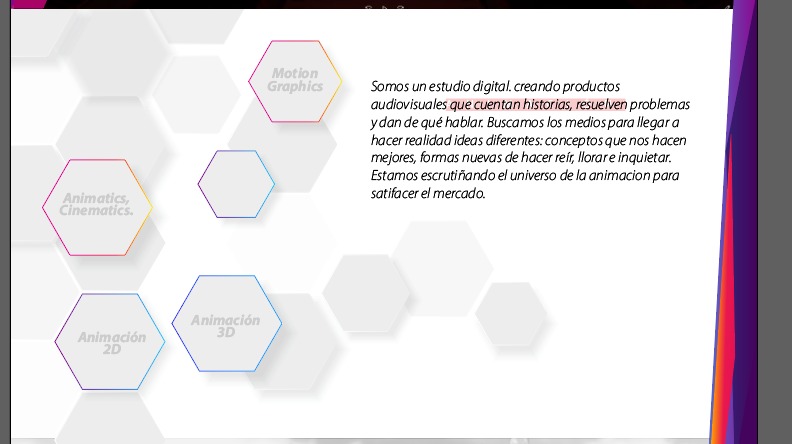 Motion
Graphics
Somos un estudio digital. creando productos
audiovisuales que cuentan historias, resuelven problemas
y dan de qué hablar. Buscamos los medios para llegar a
hacer realidad ideas diferentes: conceptos que nos hacen
mejores, formas nuevas de hacer reír, llorar e inquietar.
Estamos escrutiñando el universo de la animacion para
satifacer el mercado.
Animatics,
Cinematics.
Animación
3D
Animación
2D